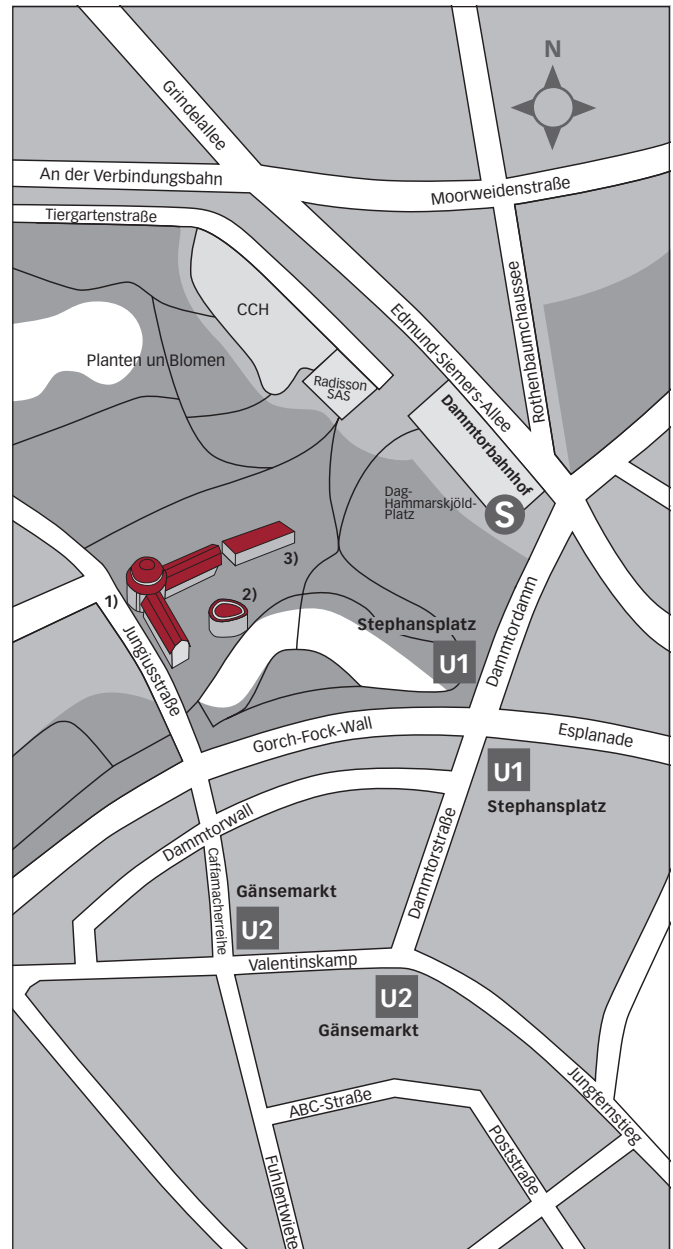 N
Grindelallee
An der Verbindungsbahn
Moorweidenstraße
Tiergartenstraße
CCH
Rothenbaumchaussee
Edmund-Siemers-Allee
Planten un Blomen
Radisson
SAS
Dammtorbahnhof
Dag-
Hammarskjöld-
Platz
S
3)
1)
2)
Stephansplatz
U1
Dammtordamm
Jungiusstraße
Gorch-Fock-Wall
Esplanade
U1
Stephansplatz
Dammtorwall
Dammtorstraße
Caffamacherreihe
Gänsemarkt
U2
Valentinskamp
U2
Gänsemarkt
Jungfernstieg
ABC-Straße
Poststraße
Fuhlentwiete